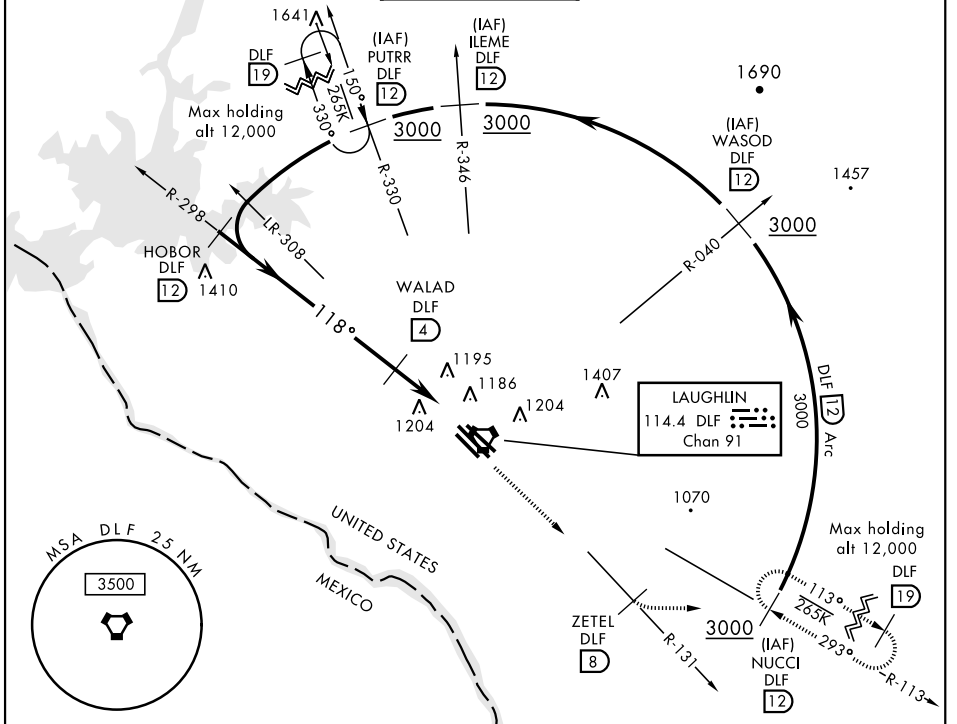 1641
DLF
19
150°
265K
330°
Max holding
alt 12,000
(IAF)
PUTRR
DLF
12
3000
R-330
(IAF)
ILEME
DLF
12
3000
R-346
1690
(IAF)
WASOD
DLF
12
3000
1457
R-040
R-298
LR-308
HOBOR
DLF
12
1410
118°
WALAD
DLF
4
1195
1186
1204
1204
1407
LAUGHLIN
114.4 DLF
Chan 91
DLF 12 Arc
3000
1070
UNITED STATES
MEXICO
MSA DLF 25 NM
3500
ZETEL
DLF
8
R-131
3000
(IAF)
NUCCI
DLF
12
Max holding
alt 12,000
DLF
19
113°
265K
293°
R-113